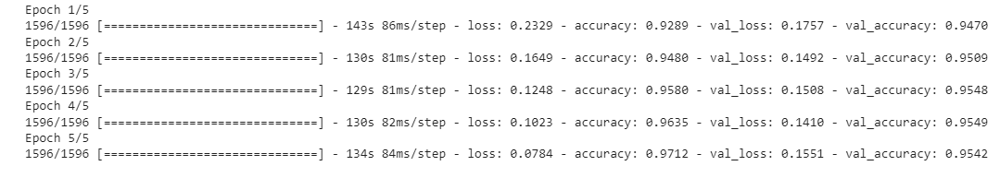 Epoch 1/5
1596/1596 [==============================] - 143s 86ms/step - loss: 0.2329 - accuracy: 0.9289 - val_loss: 0.1757 - val_accuracy: 0.9470
Epoch 2/5
1596/1596 [==============================] - 130s 81ms/step - loss: 0.1649 - accuracy: 0.9480 - val_loss: 0.1492 - val_accuracy: 0.9509
Epoch 3/5
1596/1596 [==============================] - 129s 81ms/step - loss: 0.1248 - accuracy: 0.9580 - val_loss: 0.1508 - val_accuracy: 0.9548
Epoch 4/5
1596/1596 [==============================] - 130s 82ms/step - loss: 0.1023 - accuracy: 0.9635 - val_loss: 0.1410 - val_accuracy: 0.9549
Epoch 5/5
1596/1596 [==============================] - 134s 84ms/step - loss: 0.0784 - accuracy: 0.9712 - val_loss: 0.1551 - val_accuracy: 0.9542